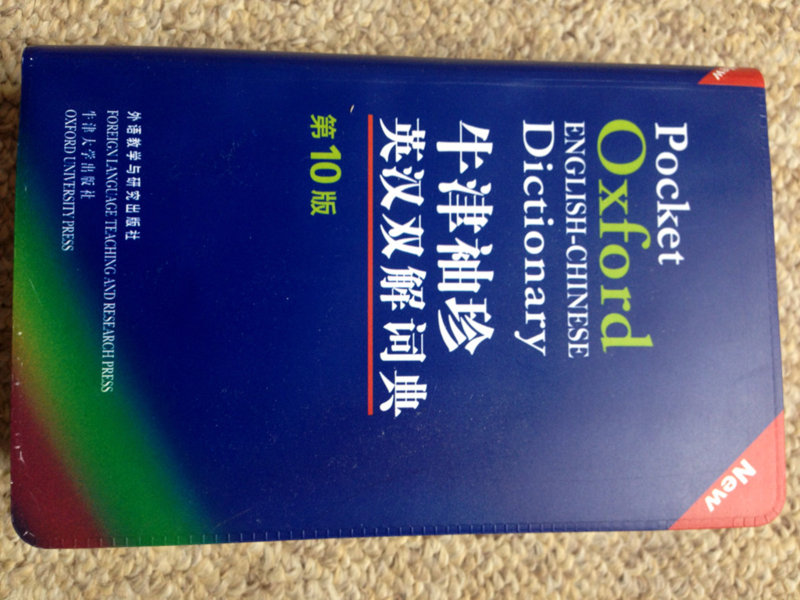 New
Pocket
Oxford
ENGLISH-CHINESE
Dictionary
牛津袖珍
英汉双解词典
第10版
外语教学与研究出版社
FOREIGN LANGUAGE TEACHING AND RESEARCH PRESS
牛津大学出版社
OXFORD UNIVERSITY PRESS
New